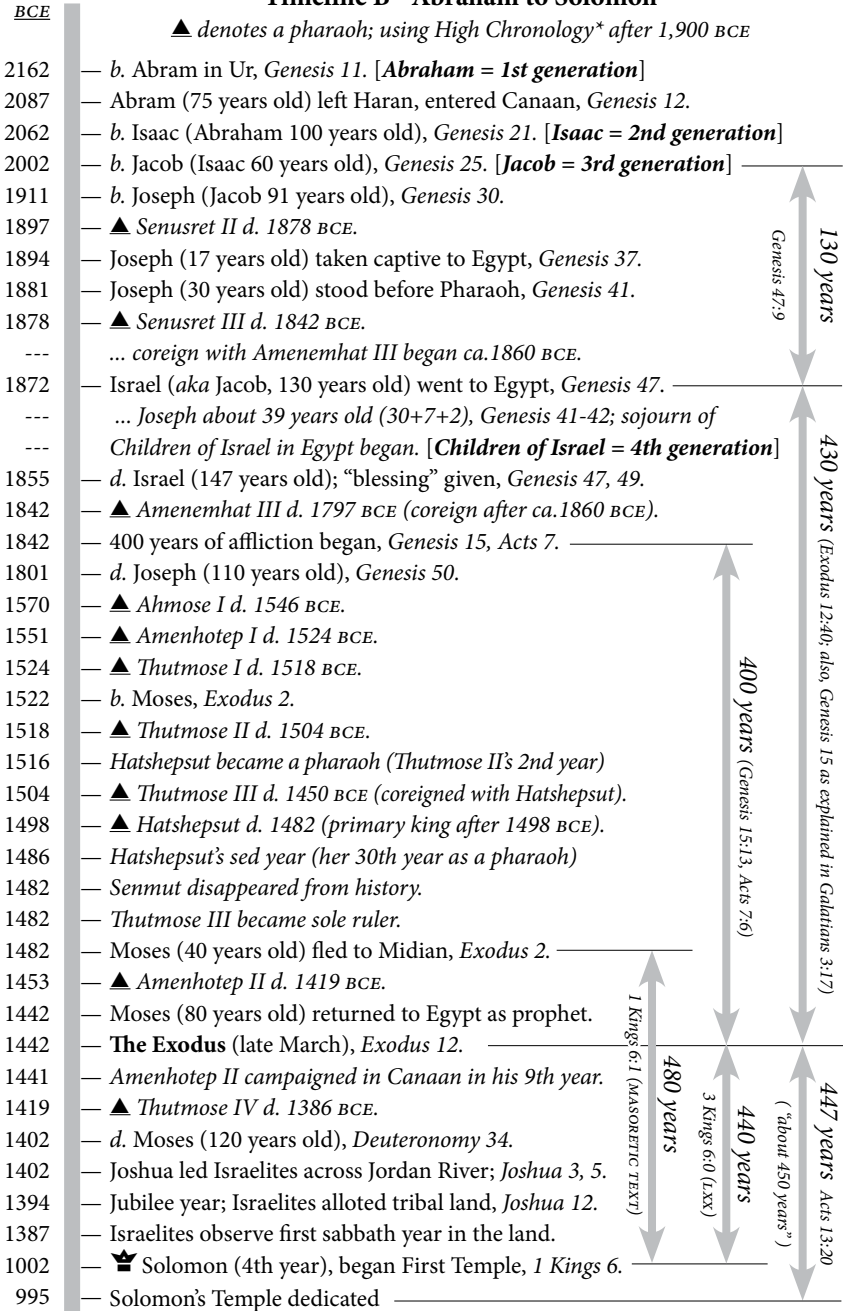 BCE
Timeline B - Abraham to Solomon
▲ denotes a pharaoh; using High Chronology* after 1,900 BCE
2162 — b. Abram in Ur, Genesis 11. [Abraham = 1st generation]
2087 — Abram (75 years old) left Haran, entered Canaan, Genesis 12.
2062 — b. Isaac (Abraham 100 years old), Genesis 21. [Isaac = 2nd generation]
2002 — b. Jacob (Isaac 60 years old), Genesis 25. [Jacob = 3rd generation]
1911 — b. Joseph (Jacob 91 years old), Genesis 30.
1897 — ▲ Senusret II d. 1878 BCE.
1894 — Joseph (17 years old) taken captive to Egypt, Genesis 37.
1881 — Joseph (30 years old) stood before Pharaoh, Genesis 41.
1878 — ▲ Senusret III d. 1842 BCE.
--- ... coreign with Amenemhat III began ca.1860 BCE.
1872 — Israel (aka Jacob, 130 years old) went to Egypt, Genesis 47.
--- ... Joseph about 39 years old (30+7+2), Genesis 41-42; sojourn of
--- Children of Israel in Egypt began. [Children of Israel = 4th generation]
1855 — d. Israel (147 years old); “blessing” given, Genesis 47, 49.
1842 — ▲ Amenemhat III d. 1797 BCE (coreign after ca.1860 BCE).
1842 — 400 years of affliction began, Genesis 15, Acts 7.
1801 — d. Joseph (110 years old), Genesis 50.
1570 — ▲ Ahmose I d. 1546 BCE.
1551 — ▲ Amenhotep I d. 1524 BCE.
1524 — ▲ Thutmose I d. 1518 BCE.
1522 — b. Moses, Exodus 2.
1518 — ▲ Thutmose II d. 1504 BCE.
1516 — Hatshepsut became a pharaoh (Thutmose II's 2nd year)
1504 — ▲ Thutmose III d. 1450 BCE (coreigned with Hatshepsut).
1498 — ▲ Hatshepsut d. 1482 (primary king after 1498 BCE).
1486 — Hatshepsut's sed year (her 30th year as a pharaoh)
1482 — Senmut disappeared from history.
1482 — Thutmose III became sole ruler.
1482 — Moses (40 years old) fled to Midian, Exodus 2.
1453 — ▲ Amenhotep II d. 1419 BCE.
1442 — Moses (80 years old) returned to Egypt as prophet.
1442 — The Exodus (late March), Exodus 12.
1441 — Amenhotep II campaigned in Canaan in his 9th year.
1419 — ▲ Thutmose IV d. 1386 BCE.
1402 — d. Moses (120 years old), Deuteronomy 34.
1402 — Joshua led Israelites across Jordan River; Joshua 3, 5.
1394 — Jubilee year; Israelites alloted tribal land, Joshua 12.
1387 — Israelites observe first sabbath year in the land.
1002 — Solomon (4th year), began First Temple, 1 Kings 6.
995 — Solomon's Temple dedicated
130 years
Genesis 47:9
430 years (Exodus 12:40; also, Genesis 15 as explained in Galatians 3:17)
400 years (Genesis 15:13, Acts 7:6)
480 years
1 Kings 6:1 (MASORETIC TEXT)
440 years
3 Kings 6:0 (LXX)
447 years Acts 13:20
( “about 450 years” )